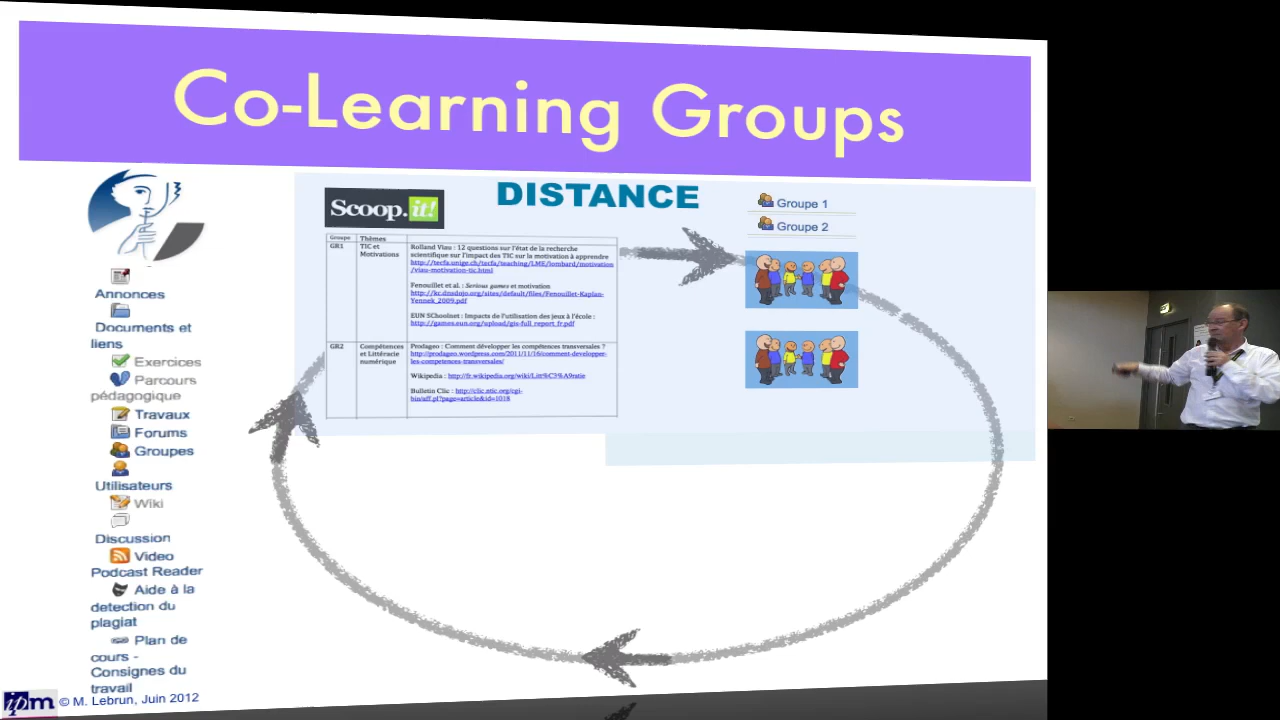 Co-Learning Groups
Annonces
Documents et
liens
Exercices
Parcours
pédagogique
Travaux
Forums
Groupes
Utilisateurs
Wiki
Discussion
Video
Podcast Reader
Aide à la
detection du
plagiat
Plan de
cours -
Consignes du
travail
Scoop.it!
DISTANCE
Groupe Thèmes
GR1 TIC et
Motivations
Rolland Viau : 12 questions sur l'état de la recherche
scientifique sur l'impact des TIC sur la motivation à apprendre
http://tecfa.unige.ch/tecfa/teaching/LME/lombard/motivation
/viau-motivation-tic.html
Fenouillet et al. : Serious games et motivation
http://kc.dnsdojo.org/sites/default/files/Fenouillet-Kaplan-
Yennek_2009.pdf
EUN SChoolnet : Impacts de l'utilisation des jeux à l'école :
http://games.eun.org/upload/gis-full_report_fr.pdf
GR2 Compétences
et Littéracie
numérique
Prodageo : Comment développer les compétences transversales ?
http://prodageo.wordpress.com/2011/11/16/comment-developper-
les-competences-transversales/
Wikipedia : http://fr.wikipedia.org/wiki/Litt%C3%A9ratie
Bulletin Clic : http://clic.ntic.org/cgi-
bin/aff.pl?page=article&id=1018
Groupe 1
Groupe 2
ipm © M. Lebrun, Juin 2012